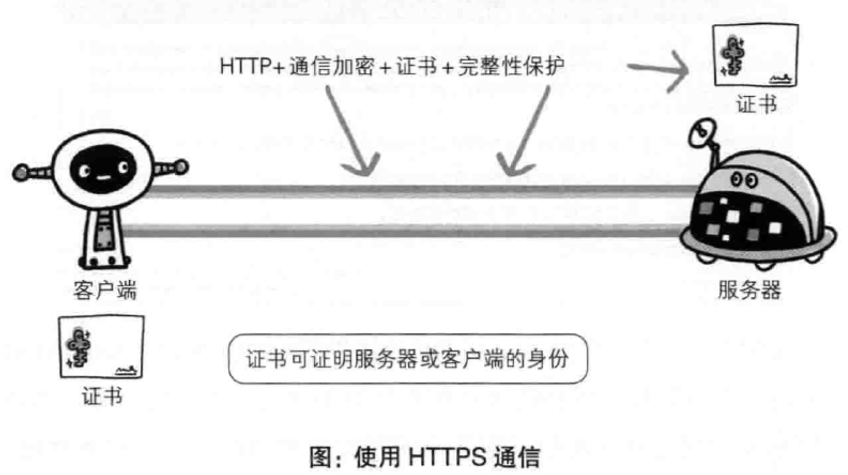 HTTP+通信加密+证书+完整性保护
证书
客户端
服务器
证书
证书可证明服务器或客户端的身份
图：使用 HTTPS 通信